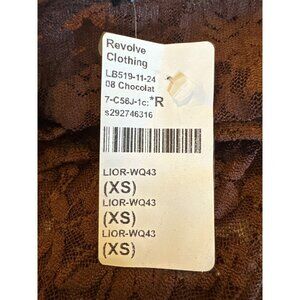 Revolve
Clothing
LB519-11-24
08 Chocolat
7-C56J-1c:*R
s292746316
LIOR-WQ43
(XS)
LIOR-WQ43
(XS)
LIOR-WQ43
(XS)